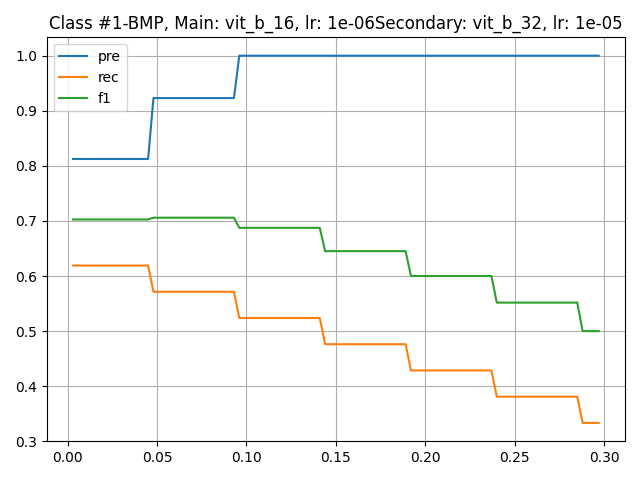 Class #1-BMP, Main: vit_b_16, lr: 1e-06Secondary: vit_b_32, lr: 1e-05
pre
rec
f1
1.0
0.9
0.8
0.7
0.6
0.5
0.4
0.3
0.00 0.05 0.10 0.15 0.20 0.25 0.30